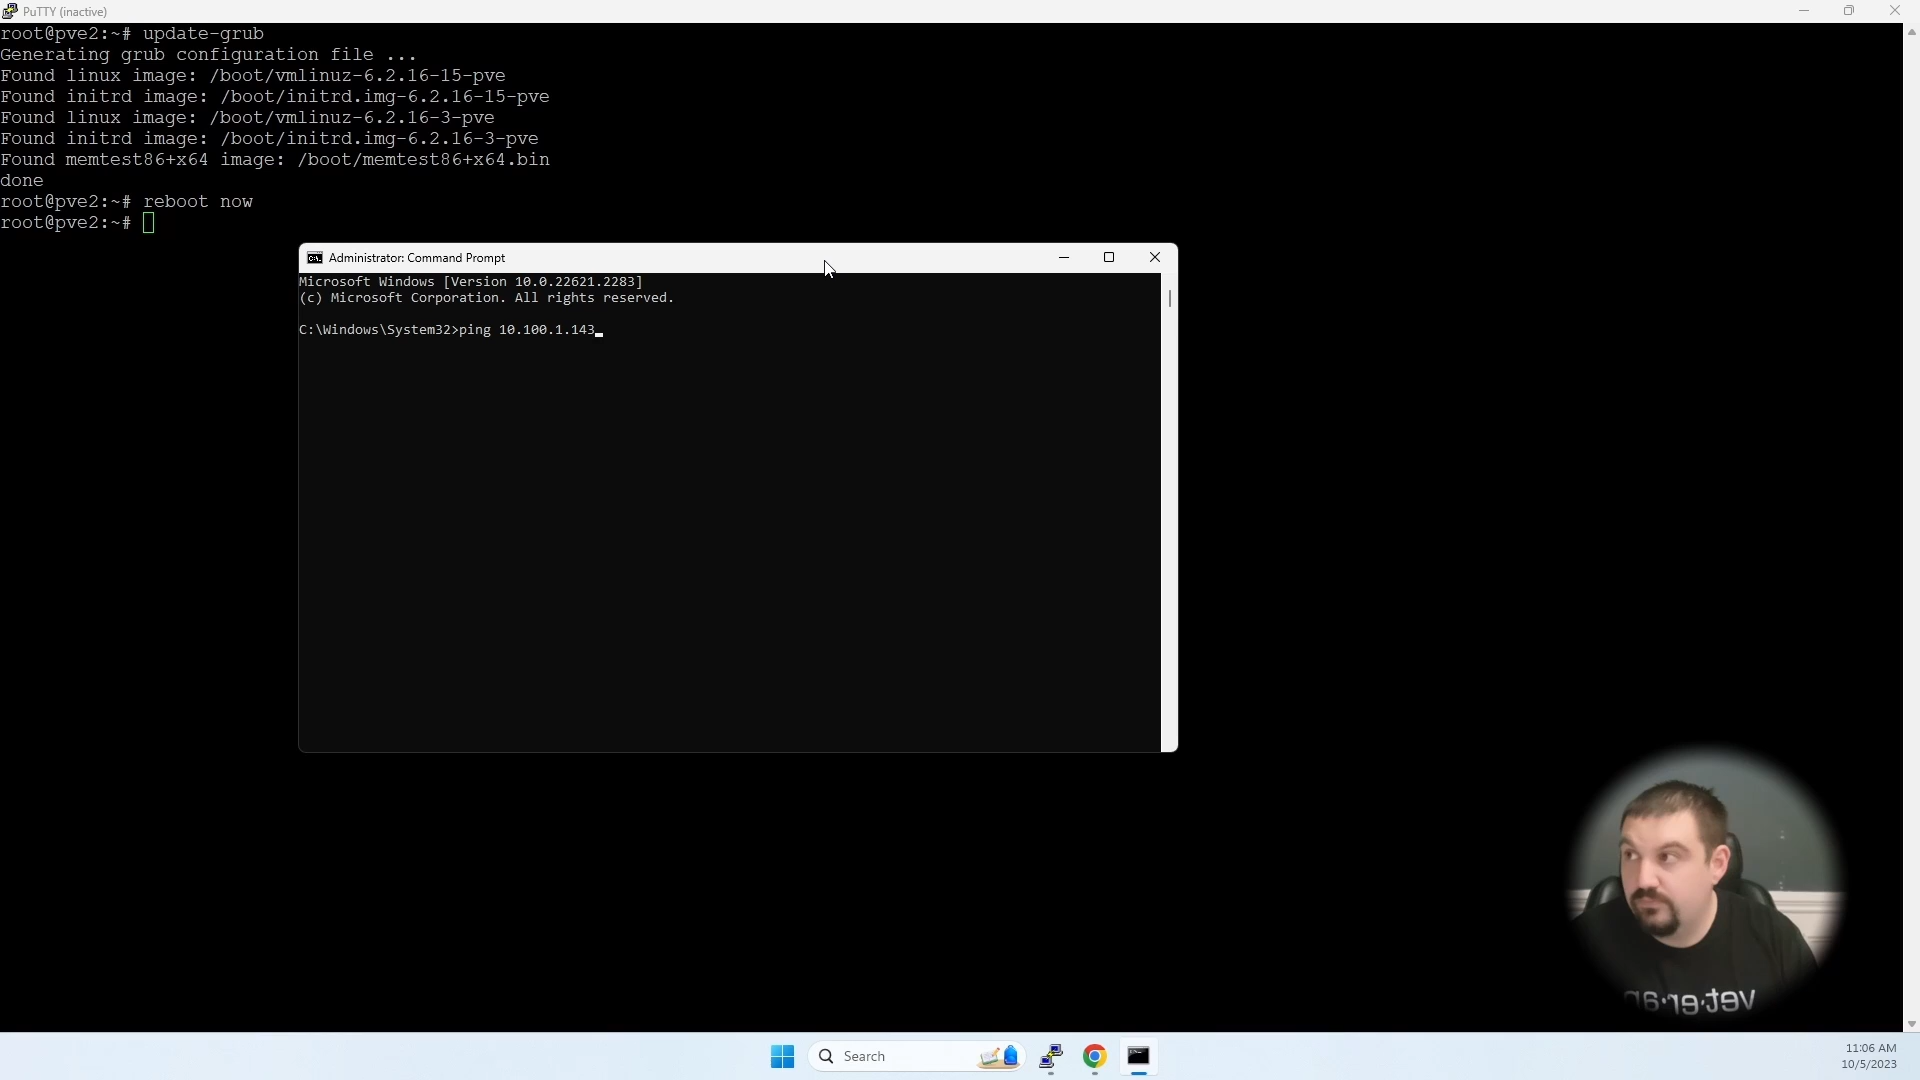 PuTTY (inactive)
root@pve2:~# update-grub
Generating grub configuration file ...
Found linux image: /boot/vmlinuz-6.2.16-15-pve
Found initrd image: /boot/initrd.img-6.2.16-15-pve
Found linux image: /boot/vmlinuz-6.2.16-3-pve
Found initrd image: /boot/initrd.img-6.2.16-3-pve
Found memtest86+x64 image: /boot/memtest86+x64.bin
done
root@pve2:~# reboot now
root@pve2:~#
Administrator: Command Prompt
Microsoft Windows [Version 10.0.22621.2283]
(c) Microsoft Corporation. All rights reserved.
C:\Windows\System32>ping 10.100.1.143
Search
11:06 AM
10/5/2023